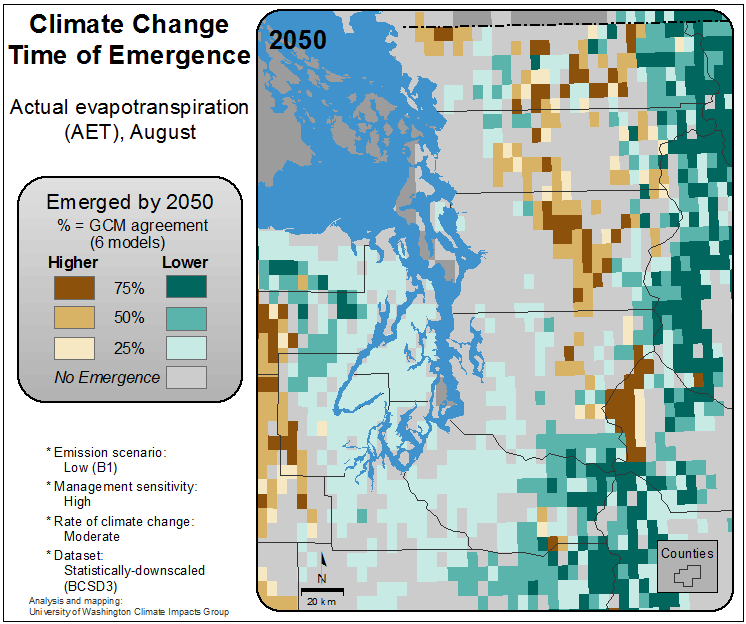 Climate Change
Time of Emergence
Actual evapotranspiration
(AET), August
Emerged by 2050
% = GCM agreement
(6 models)
Higher Lower
75%
50%
25%
No Emergence
* Emission scenario:
Low (B1)
* Management sensitivity:
High
* Rate of climate change:
Moderate
* Dataset:
Statistically-downscaled
(BCSD3)
Analysis and mapping:
University of Washington Climate Impacts Group
2050
N
20 km
Counties